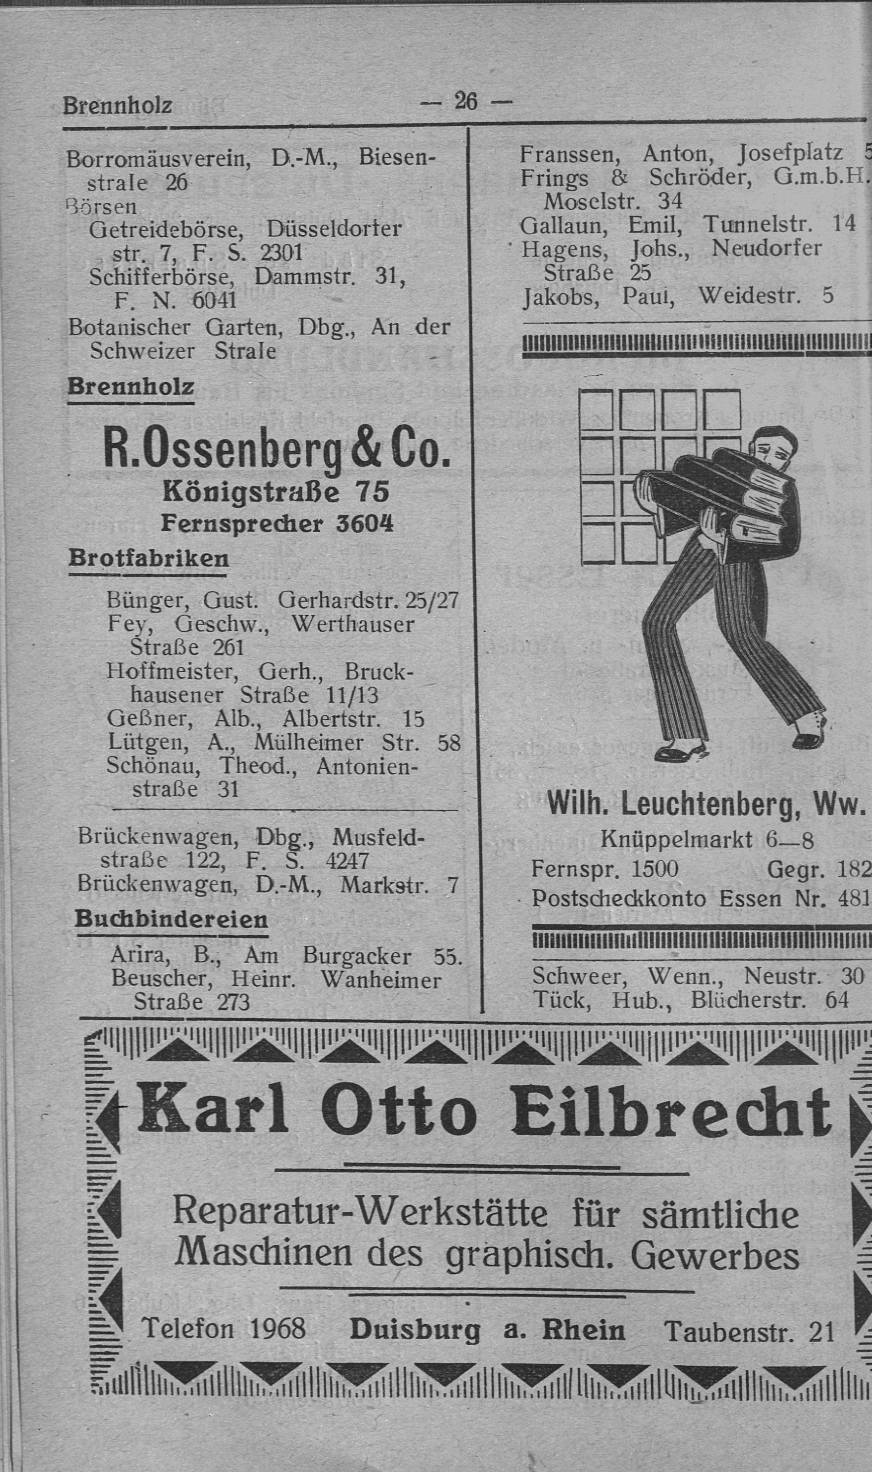 Brennholz
— 26 —
Borromäusverein, D.-M., Biesen-
straIe 26
Börsen
Getreidebörse, Düsseldorter
str. 7, F. S. 2301
Schifferbörse, Dammstr. 31,
F. N. 6041
Botanischer Garten, Dbg., An der
Schweizer StraIe
Brennholz
R.Ossenberg & Co.
Königstraße 75
Fernsprecher 3604
Brotfabriken
Bünger, Gust. Gerhardstr. 25/27
Fey, Geschw., Werthauser
Straße 261
Hoffmeister, Gerh., Bruck-
hausener Straße 11/13
Geßner, Alb., Albertstr. 15
Lütgen, A., Mülheimer Str. 58
Schönau, Theod., Antonien-
straße 31
Brückenwagen, Dbg., Musfeld-
straße 122, F. S. 4247
Brückenwagen, D.-M., Markstr. 7
Buchbindereien
Arira, B., Am Burgacker 55.
Beuscher, Heinr. Wanheimer
Straße 273
Franssen, Anton, Josefplatz 5
Frings & Schröder, G.m.b.H.
Moselstr. 34
Gallaun, Emil, Tunnelstr. 14
Hagens, Johs., Neudorfer
Straße 25
Jakobs, Paul, Weidestr. 5
Wilh. Leuchtenberg, Ww.
Knüppelmarkt 6—8
Fernspr. 1500 Gegr. 182
Postscheckkonto Essen Nr. 481
Schweer, Wenn., Neustr. 30
Tück, Hub., Blücherstr. 64
Karl Otto Eilbrecht
Reparatur-Werkstätte für sämtliche
Maschinen des graphisch. Gewerbes
Telefon 1968 Duisburg a. Rhein Taubenstr. 21